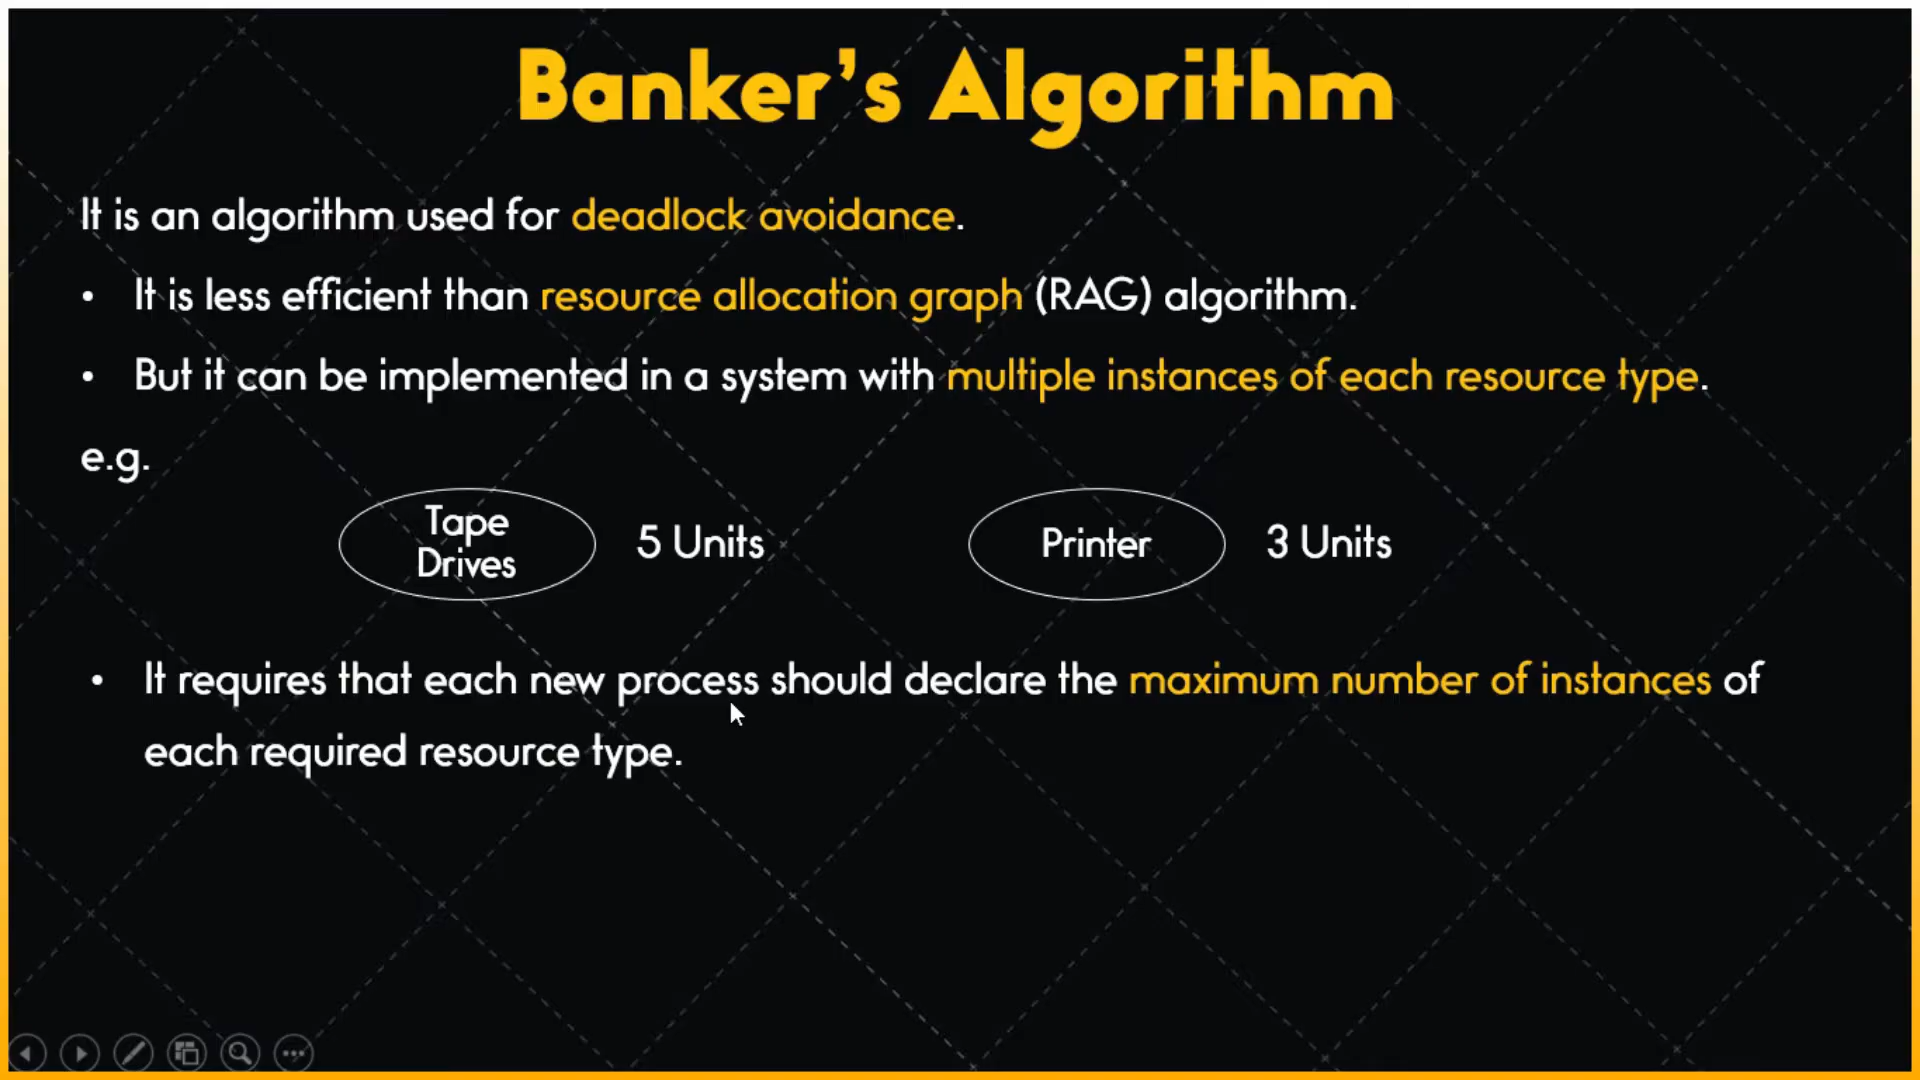 Banker's Algorithm
It is an algorithm used for deadlock avoidance.
• It is less efficient than resource allocation graph (RAG) algorithm.
• But it can be implemented in a system with multiple instances of each resource type.
e.g.
Tape
Drives
5 Units
Printer
3 Units
• It requires that each new process should declare the maximum number of instances of
each required resource type.